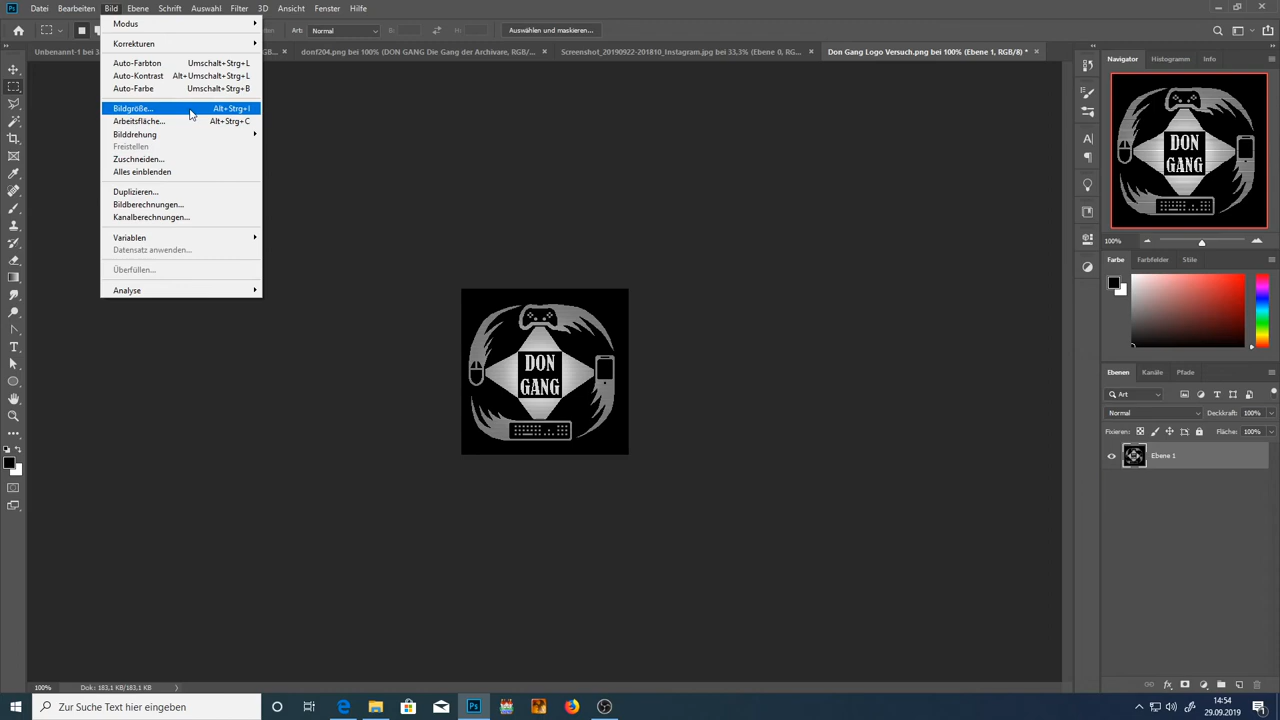 Datei Bearbeiten Bild Ebene Schrift Auswahl Filter 3D Ansicht Fenster Hilfe
Art: Normal B: H: Auswählen und maskieren...
Unbenannt-1 bei 3 B... × donf204.png bei 100% (DON GANG Die Gang der Archivare, RGB/... × Screenshot_20190922-201810_Instagram.jpg bei 33,3% (Ebene 0, RG... × Don Gang Logo Versuch.png bei 100% (Ebene 1, RGB/8) * ×
Modus
Korrekturen
Auto-Farbton Umschalt+Strg+L
Auto-Kontrast Alt+Umschalt+Strg+L
Auto-Farbe Umschalt+Strg+B
Bildgröße... Alt+Strg+I
Arbeitsfläche... Alt+Strg+C
Bilddrehung
Freistellen
Zuschneiden...
Alles einblenden
Duplizieren...
Bildberechnungen...
Kanalberechnungen...
Variablen
Datensatz anwenden...
Überfüllen...
Analyse
DON
GANG
Navigator Histogramm Info
DON
GANG
100%
Farbe Farbfelder Stile
Ebenen Kanäle Pfade
Art
Normal Deckkraft: 100%
Fixieren: Fläche: 100%
Ebene 1
100% Dok: 183,1 KB/183,1 KB
Zur Suche Text hier eingeben
14:54
29.09.2019